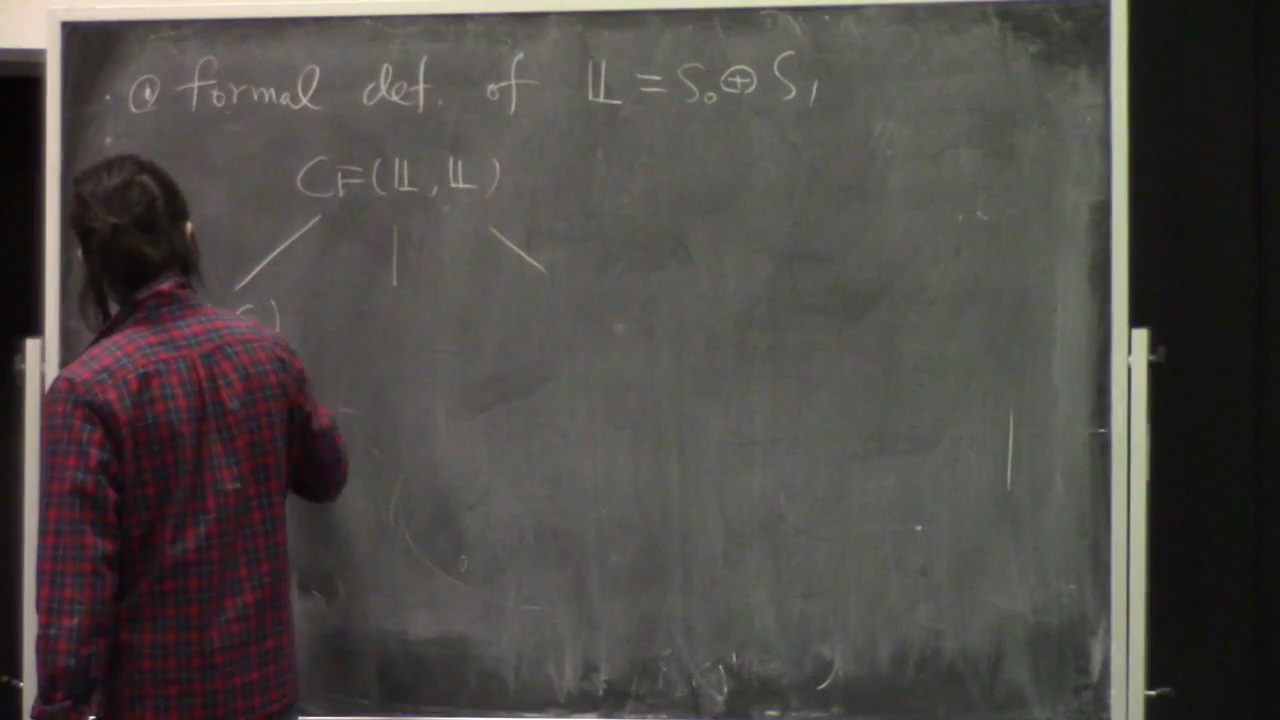 @ formal def. of 𝕃 = S₀ ⊕ S₁
CF(𝕃, 𝕃)